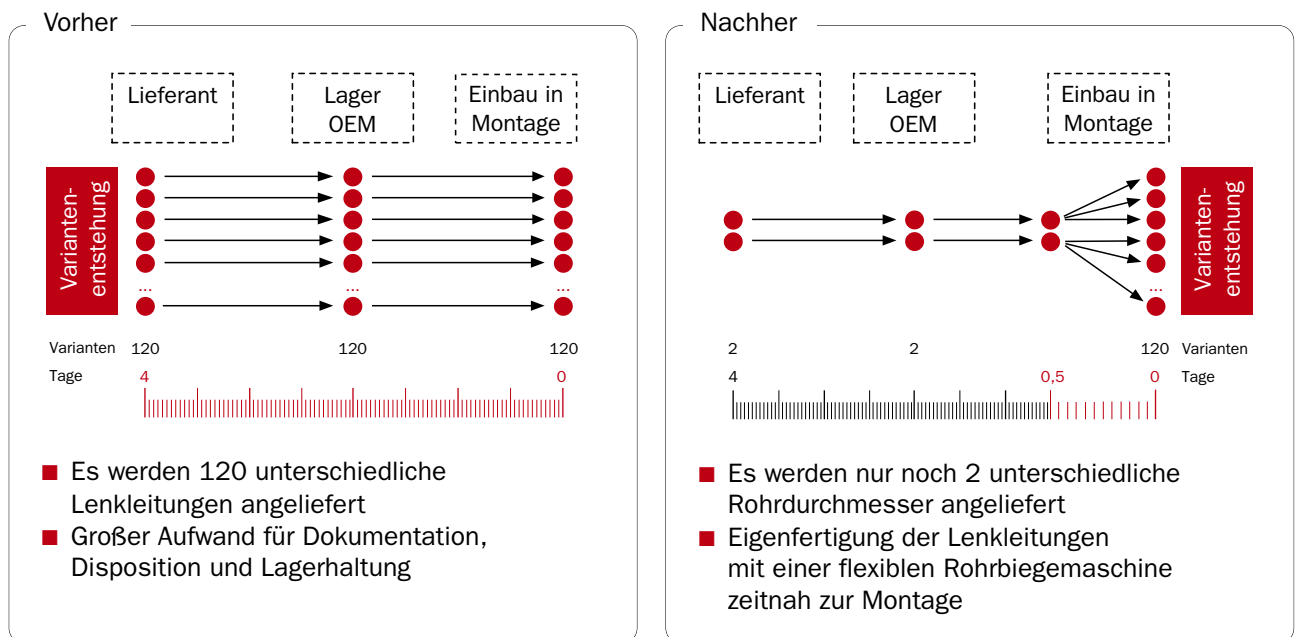 Vorher
Lieferant
Lager
OEM
Einbau in
Montage
Varianten-
entstehung
...
...
...
Varianten 120 120 120
Tage 4 0
Es werden 120 unterschiedliche
Lenkleitungen angeliefert
Großer Aufwand für Dokumentation,
Disposition und Lagerhaltung
Nachher
Lieferant
Lager
OEM
Einbau in
Montage
...
Varianten-
entstehung
2 2 120 Varianten
4 0,5 0 Tage
Es werden nur noch 2 unterschiedliche
Rohrdurchmesser angeliefert
Eigenfertigung der Lenkleitungen
mit einer flexiblen Rohrbiegemaschine
zeitnah zur Montage